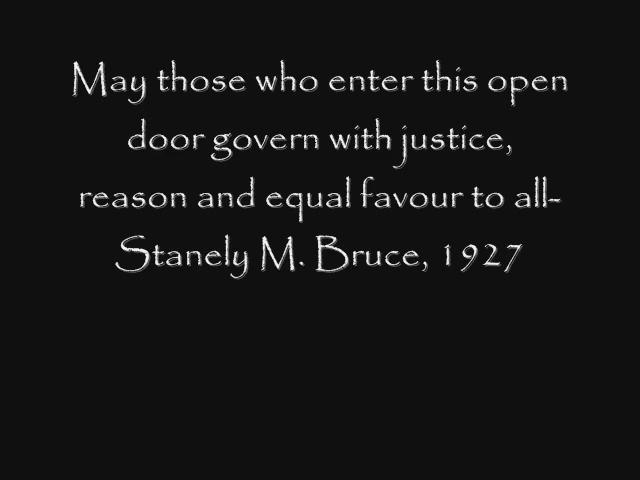 May those who enter this open
door govern with justice,
reason and equal favour to all-
Stanely M. Bruce, 1927